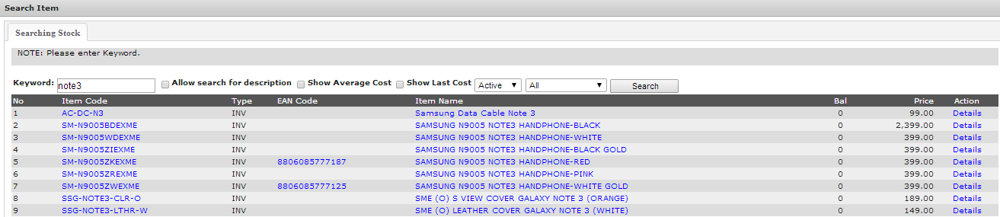 Search Item
Searching Stock
NOTE: Please enter Keyword.
Keyword: note3 Allow search for description Show Average Cost Show Last Cost Active All Search
No Item Code Type EAN Code Item Name Bal Price Action
1 AC-DC-N3 INV Samsung Data Cable Note 3 0 99.00 Details
2 SM-N9005BDEXME INV SAMSUNG N9005 NOTE3 HANDPHONE-BLACK 0 2,399.00 Details
3 SM-N9005WDEXME INV SAMSUNG N9005 NOTE3 HANDPHONE-WHITE 0 399.00 Details
4 SM-N9005ZIEXME INV SAMSUNG N9005 NOTE3 HANDPHONE-BLACK GOLD 0 399.00 Details
5 SM-N9005ZKEXME INV 8806085777187 SAMSUNG N9005 NOTE3 HANDPHONE-RED 0 399.00 Details
6 SM-N9005ZREXME INV SAMSUNG N9005 NOTE3 HANDPHONE-PINK 0 399.00 Details
7 SM-N9005ZWEXME INV 8806085777125 SAMSUNG N9005 NOTE3 HANDPHONE-WHITE GOLD 0 399.00 Details
8 SSG-NOTE3-CLR-O INV SME (O) S VIEW COVER GALAXY NOTE 3 (ORANGE) 0 189.00 Details
9 SSG-NOTE3-LTHR-W INV SME (O) LEATHER COVER GALAXY NOTE 3 (WHITE) 0 149.00 Details